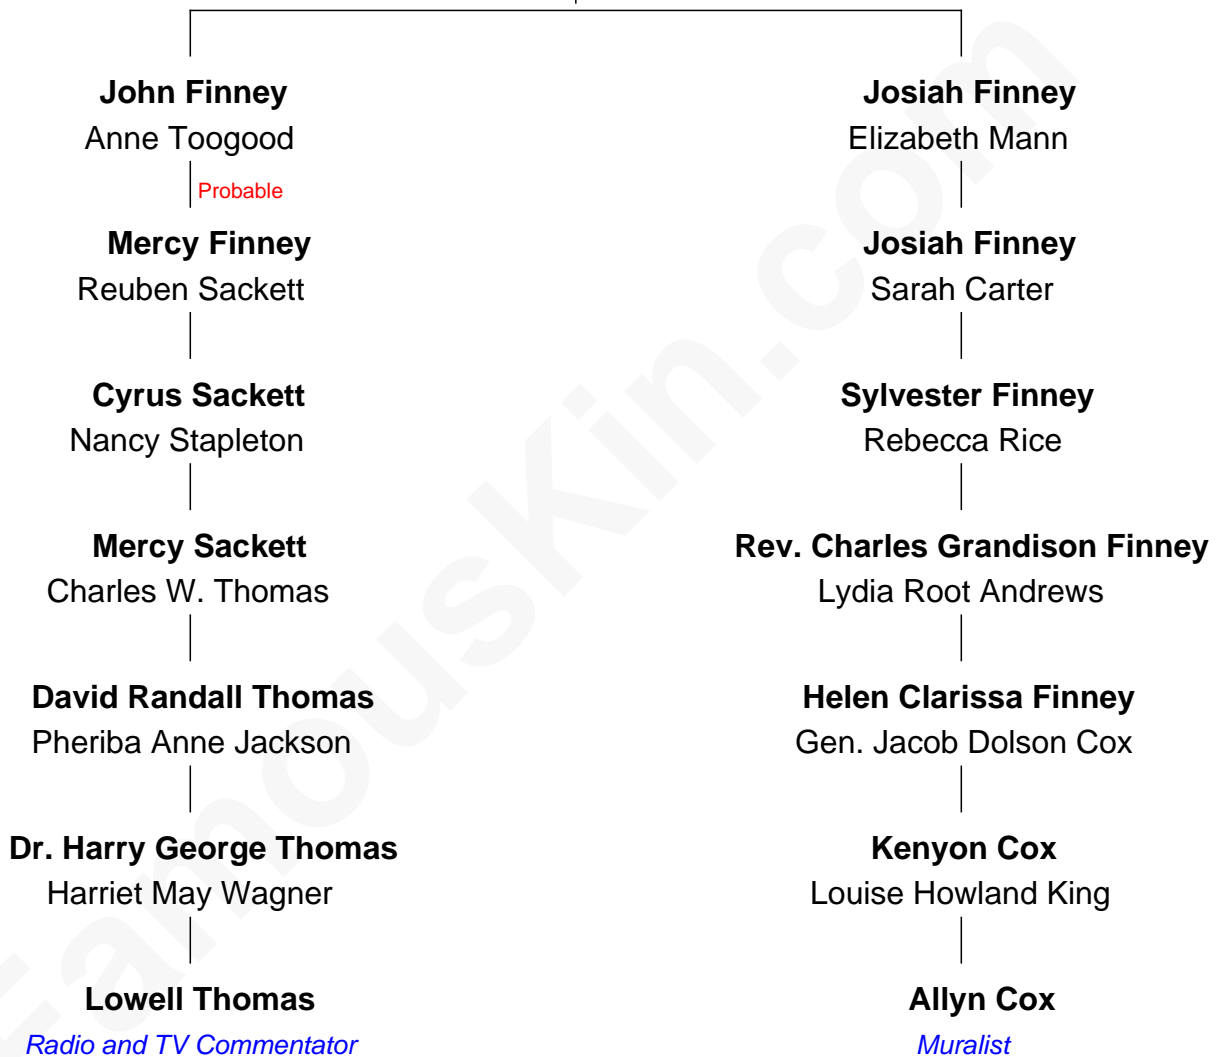 John Finney
Anne Toogood
Probable
Mercy Finney
Reuben Sackett
Cyrus Sackett
Nancy Stapleton
Mercy Sackett
Charles W. Thomas
David Randall Thomas
Pheriba Anne Jackson
Dr. Harry George Thomas
Harriet May Wagner
Lowell Thomas
Radio and TV Commentator
Josiah Finney
Elizabeth Mann
Josiah Finney
Sarah Carter
Sylvester Finney
Rebecca Rice
Rev. Charles Grandison Finney
Lydia Root Andrews
Helen Clarissa Finney
Gen. Jacob Dolson Cox
Kenyon Cox
Louise Howland King
Allyn Cox
Muralist
FamousKin.com